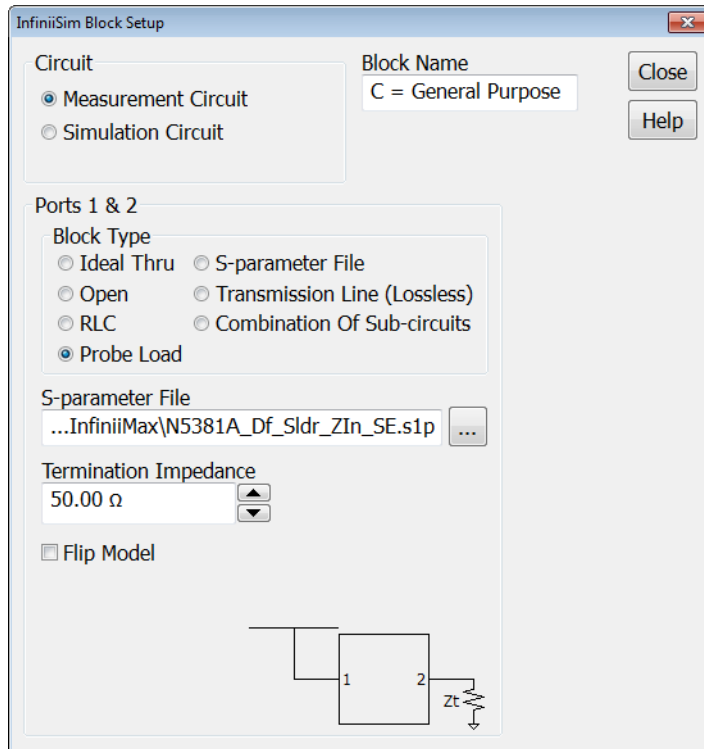 InfiniiSim Block Setup
Circuit
Measurement Circuit
Simulation Circuit
Block Name
C = General Purpose
Close
Help
Ports 1 & 2
Block Type
Ideal Thru
S-parameter File
Open
Transmission Line (Lossless)
RLC
Combination Of Sub-circuits
Probe Load
S-parameter File
...InfiniiMax\N5381A_Df_Sldr_ZIn_SE.s1p
...
Termination Impedance
50.00 Ω
Flip Model
1 2
Zt